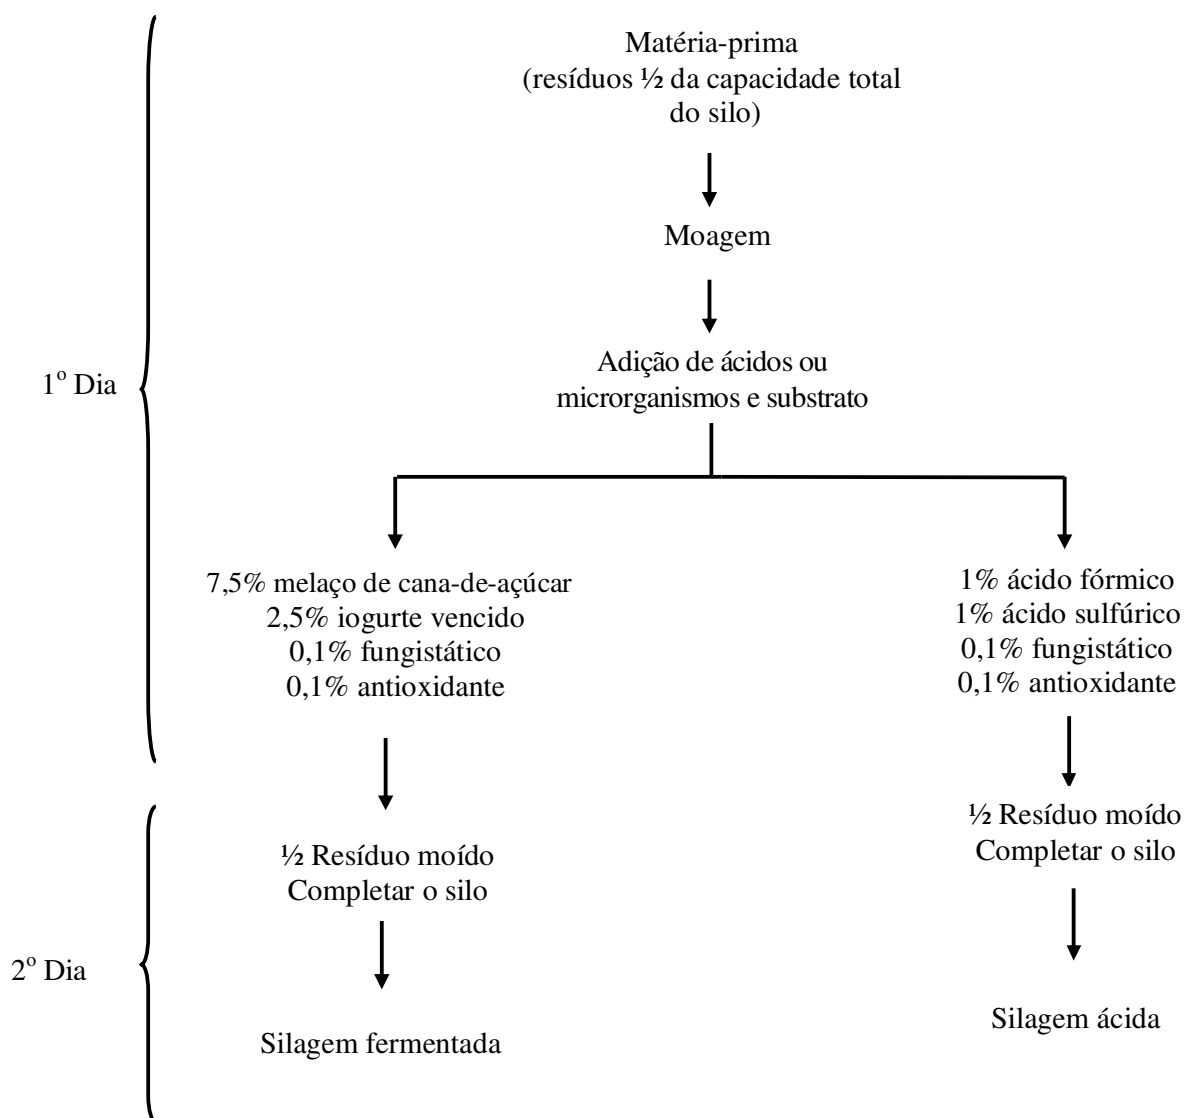 Matéria-prima
(resíduos ½ da capacidade total
do silo)
Moagem
Adição de ácidos ou
microrganismos e substrato
1º Dia
7,5% melaço de cana-de-açúcar
2,5% iogurte vencido
0,1% fungistático
0,1% antioxidante
1% ácido fórmico
1% ácido sulfúrico
0,1% fungistático
0,1% antioxidante
½ Resíduo moído
Completar o silo
½ Resíduo moído
Completar o silo
2º Dia
Silagem fermentada
Silagem ácida